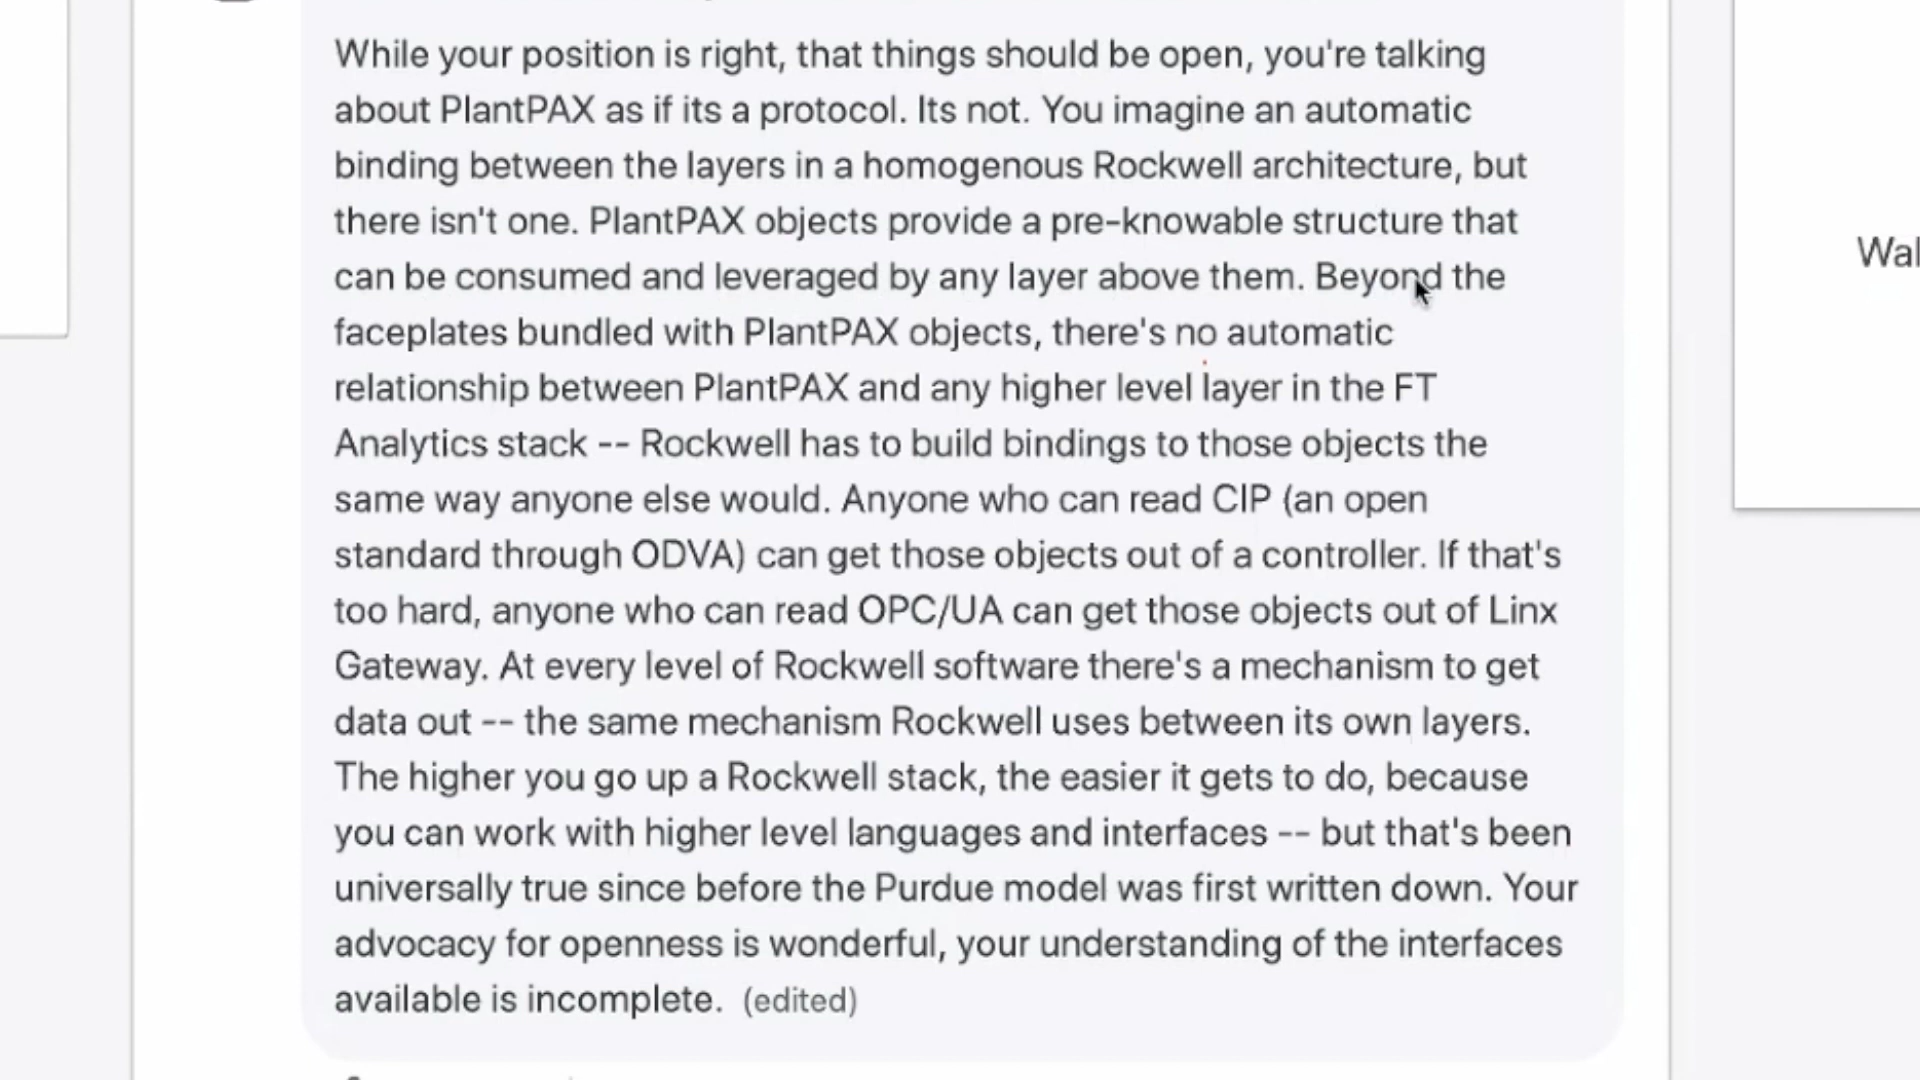 While your position is right, that things should be open, you're talking
about PlantPAX as if its a protocol. Its not. You imagine an automatic
binding between the layers in a homogenous Rockwell architecture, but
there isn't one. PlantPAX objects provide a pre-knowable structure that
can be consumed and leveraged by any layer above them. Beyond the
faceplates bundled with PlantPAX objects, there's no automatic
relationship between PlantPAX and any higher level layer in the FT
Analytics stack -- Rockwell has to build bindings to those objects the
same way anyone else would. Anyone who can read CIP (an open
standard through ODVA) can get those objects out of a controller. If that's
too hard, anyone who can read OPC/UA can get those objects out of Linx
Gateway. At every level of Rockwell software there's a mechanism to get
data out -- the same mechanism Rockwell uses between its own layers.
The higher you go up a Rockwell stack, the easier it gets to do, because
you can work with higher level languages and interfaces -- but that's been
universally true since before the Purdue model was first written down. Your
advocacy for openness is wonderful, your understanding of the interfaces
available is incomplete. (edited)
Wal